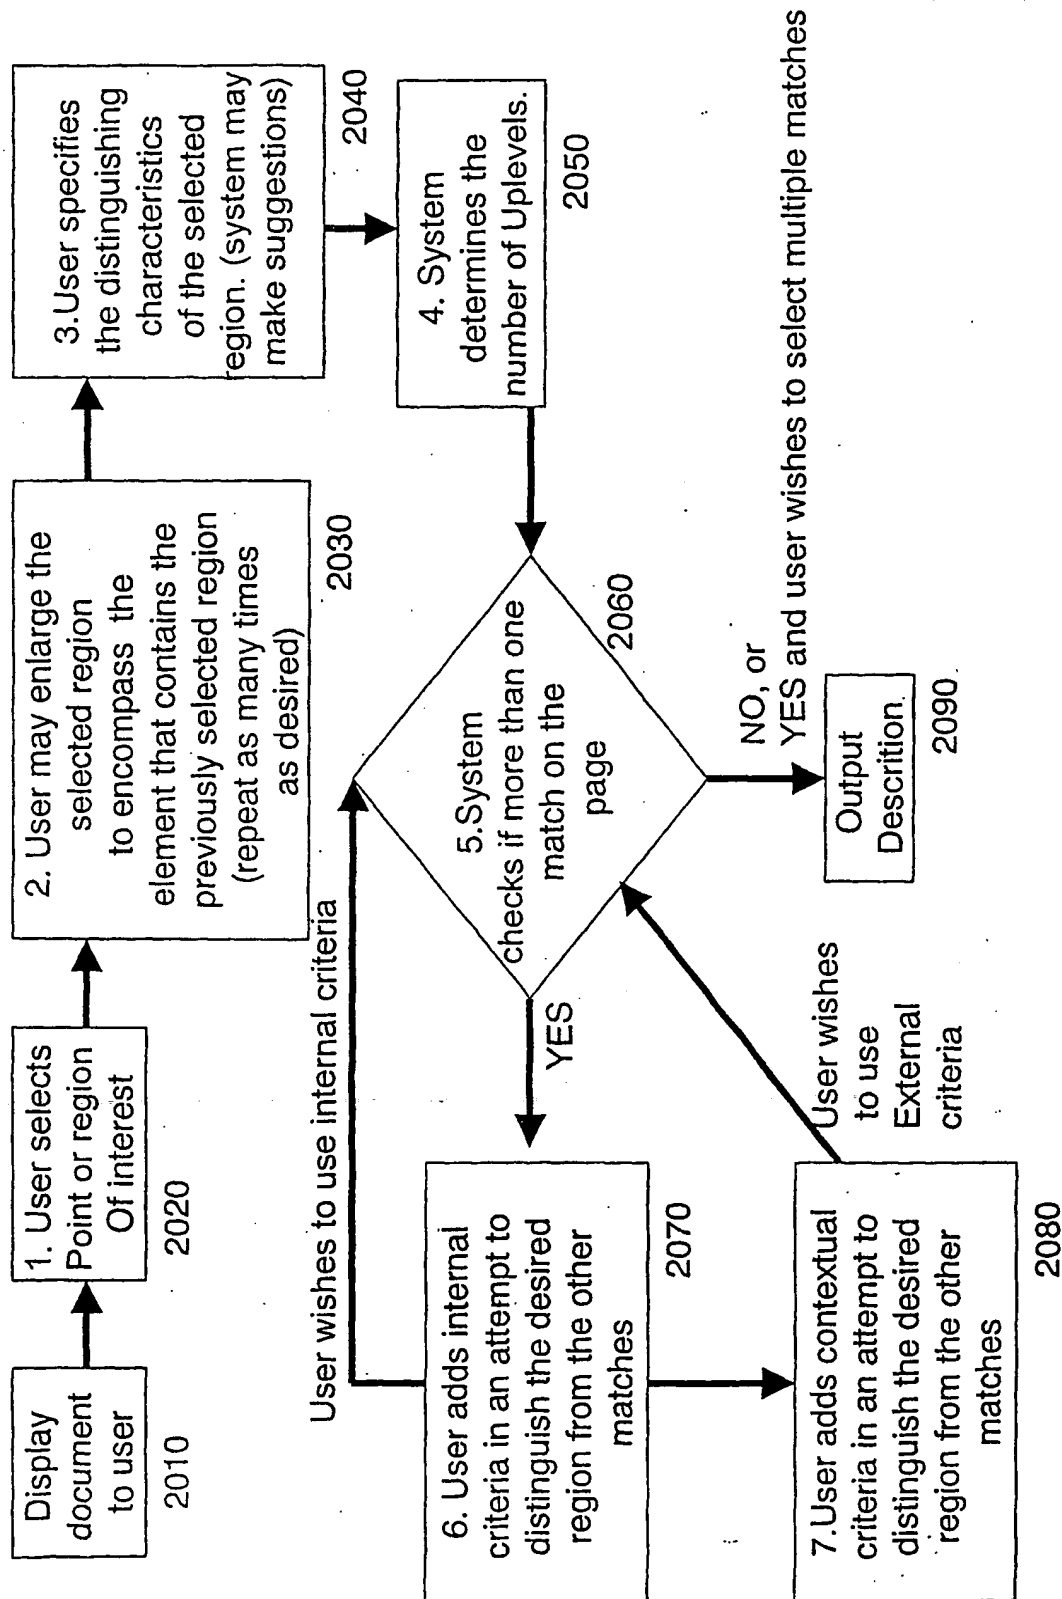 Display
document
to user
2010
1. User selects
Point or region
Of interest
2020
2. User may enlarge the
selected region
to encompass the
element that contains the
previously selected region
(repeat as many times
as desired)
2030
3.User specifies
the distinguishing
characteristics
of the selected
region. (system may
make suggestions)
2040
4. System
determines the
number of Uplevels.
2050
5.System
checks if more than one
match on the
page
2060
User wishes to use internal criteria
YES
6. User adds internal
criteria in an attempt to
distinguish the desired
region from the other
matches
2070
7.User adds contextual
criteria in an attempt to
distinguish the desired
region from the other
matches
2080
User wishes
to use
External
criteria
NO, or
YES and user wishes to select multiple matches
Output
Descrition.
2090